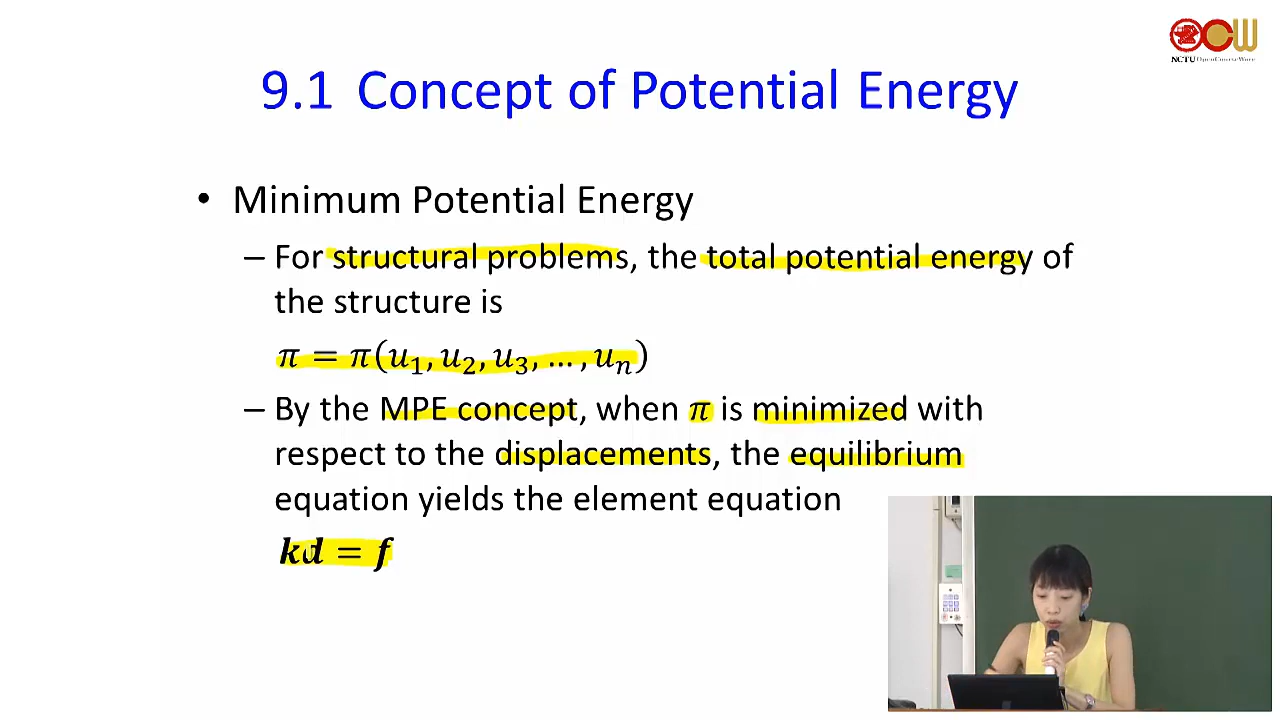 NCTU OpenCourseWare
9.1 Concept of Potential Energy
• Minimum Potential Energy
– For structural problems, the total potential energy of
the structure is
π = π(u₁, u₂, u₃, … , uₙ)
– By the MPE concept, when π is minimized with
respect to the displacements, the equilibrium
equation yields the element equation
kd = f